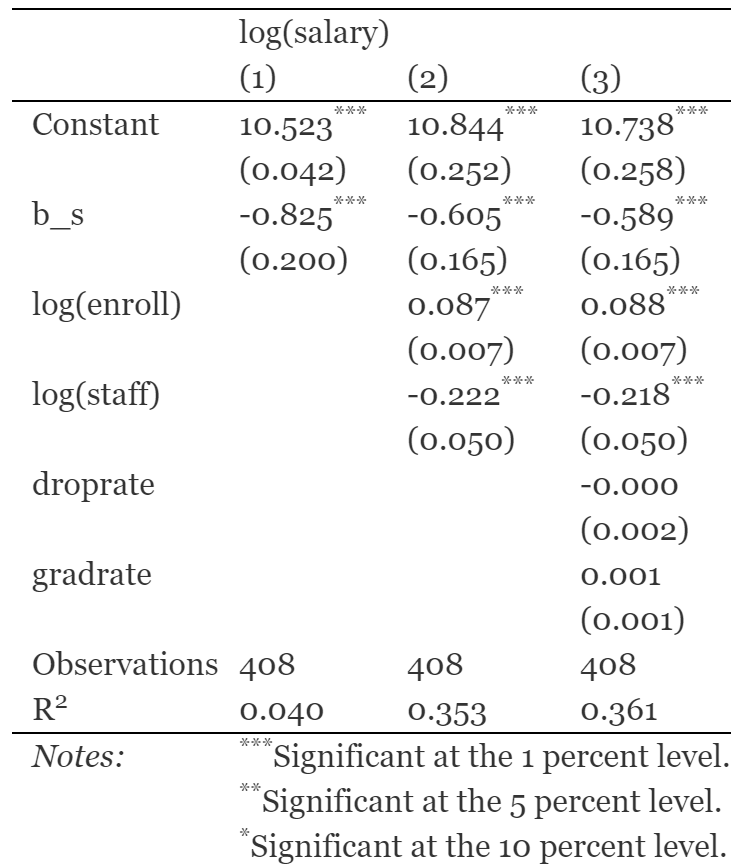 log(salary)
(1) (2) (3)
Constant 10.523*** 10.844*** 10.738***
(0.042) (0.252) (0.258)
b_s -0.825*** -0.605*** -0.589***
(0.200) (0.165) (0.165)
log(enroll) 0.087*** 0.088***
(0.007) (0.007)
log(staff) -0.222*** -0.218***
(0.050) (0.050)
droprate -0.000
(0.002)
gradrate 0.001
(0.001)
Observations 408 408 408
R² 0.040 0.353 0.361
Notes: ***Significant at the 1 percent level.
**Significant at the 5 percent level.
*Significant at the 10 percent level.